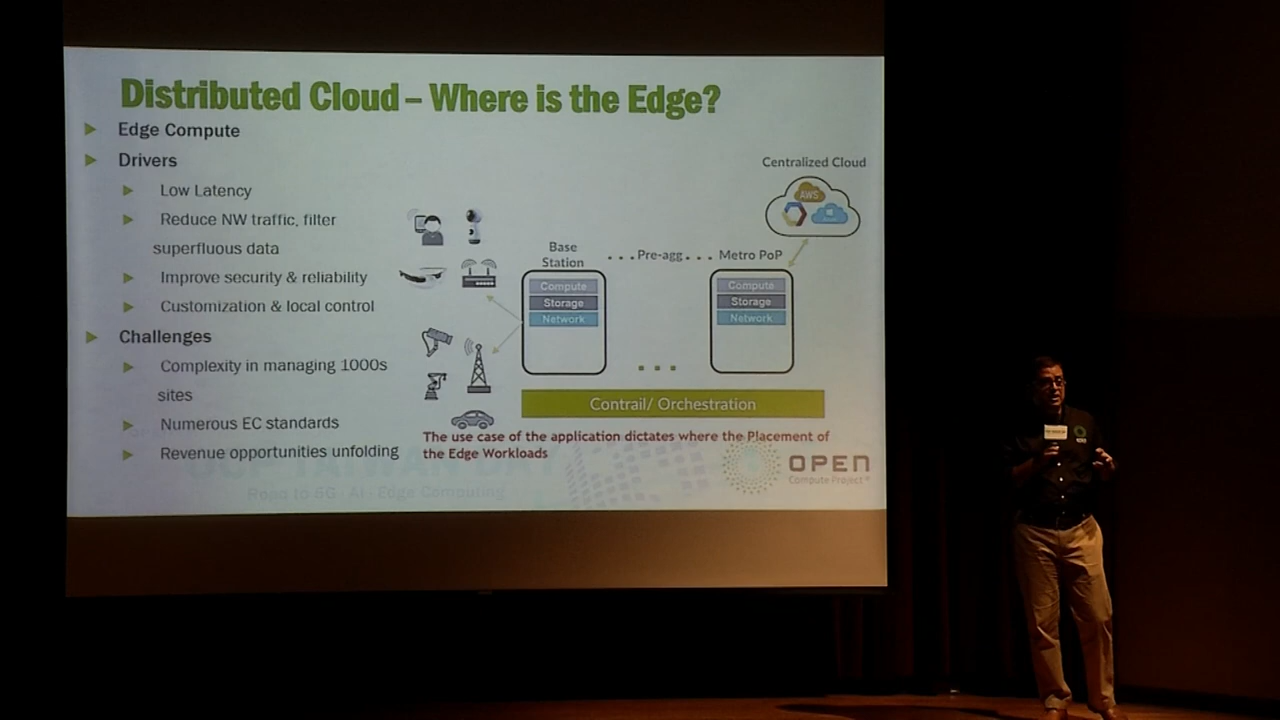 Distributed Cloud – Where is the Edge?
Edge Compute
Drivers
Low Latency
Reduce NW traffic, filter
superfluous data
Improve security & reliability
Customization & local control
Challenges
Complexity in managing 1000s
sites
Numerous EC standards
Revenue opportunities unfolding
Centralized Cloud
AWS
Base
Station
...Pre-agg...
Metro PoP
Compute
Storage
Network
Compute
Storage
Network
...
Contrail/ Orchestration
The use case of the application dictates where the Placement of
the Edge Workloads
OPEN
Compute Project®
Road to 5G, AI, Edge Computing